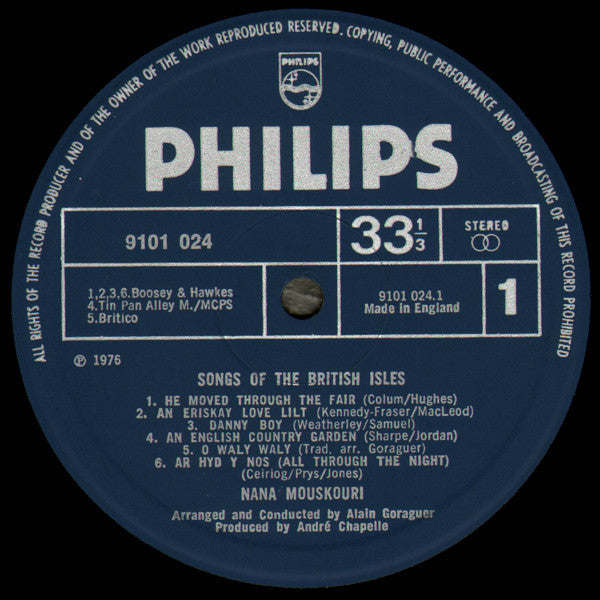 ALL RIGHTS OF THE RECORD PRODUCER AND OF THE OWNER OF THE WORK REPRODUCED RESERVED. COPYING, PUBLIC PERFORMANCE AND BROADCASTING OF THIS RECORD PROHIBITED
PHILIPS
PHILIPS
9101 024
33 1/3
STEREO
1,2,3,6.Boosey & Hawkes
4.Tin Pan Alley M./MCPS
5.Britico
9101 024.1
Made in England
1
℗ 1976
SONGS OF THE BRITISH ISLES
1. HE MOVED THROUGH THE FAIR (Colum/Hughes)
2. AN ERISKAY LOVE LILT (Kennedy-Fraser/MacLeod)
3. DANNY BOY (Weatherley/Samuel)
4. AN ENGLISH COUNTRY GARDEN (Sharpe/Jordan)
5. O WALY WALY (Trad. arr. Goraguer)
6. AR HYD Y NOS (ALL THROUGH THE NIGHT)
(Ceiriog/Prys/Jones)
NANA MOUSKOURI
Arranged and Conducted by Alain Goraguer
Produced by André Chapelle